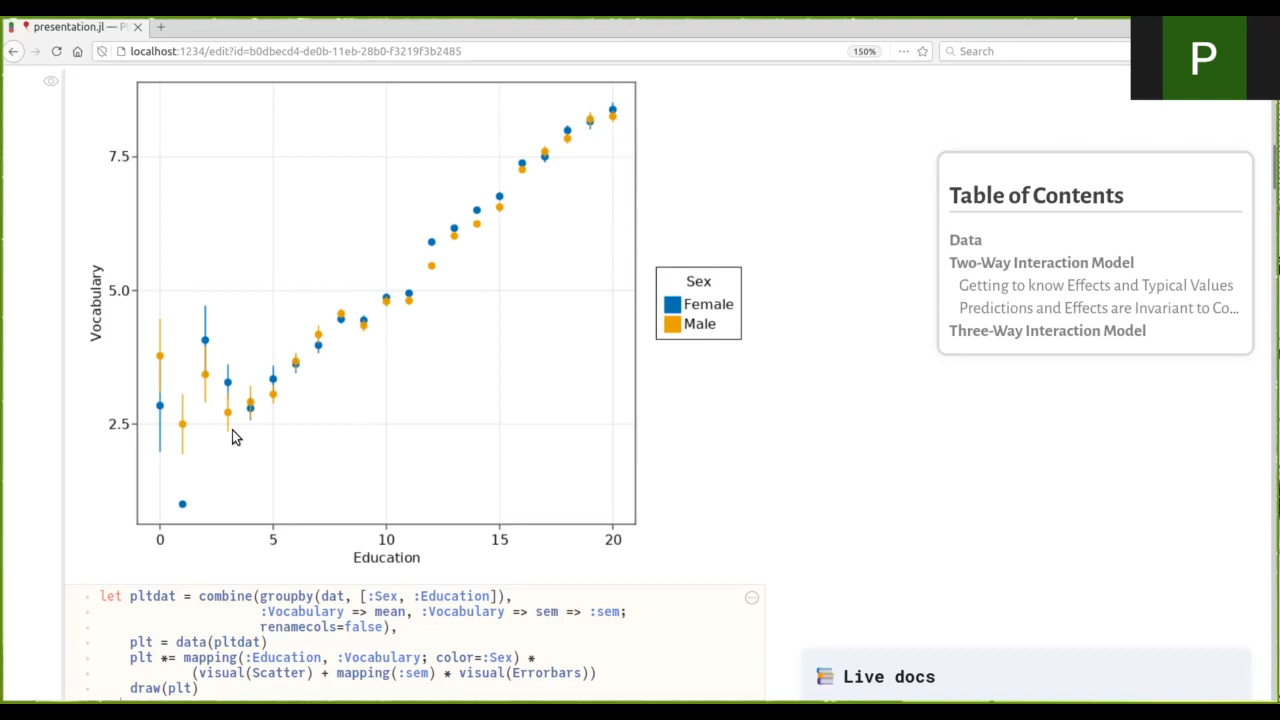 presentation.jl — Pl
localhost:1234/edit?id=b0dbecd4-de0b-11eb-28b0-f3219f3b2485
150%
Search
P
7.5
5.0
2.5
Vocabulary
0 5 10 15 20
Education
Sex
Female
Male
Table of Contents
Data
Two-Way Interaction Model
Getting to know Effects and Typical Values
Predictions and Effects are Invariant to Co...
Three-Way Interaction Model
let pltdat = combine(groupby(dat, [:Sex, :Education]),
:Vocabulary => mean, :Vocabulary => sem => :sem;
renamecols=false),
plt = data(pltdat)
plt *= mapping(:Education, :Vocabulary; color=:Sex) *
(visual(Scatter) + mapping(:sem) * visual(Errorbars))
draw(plt)
Live docs